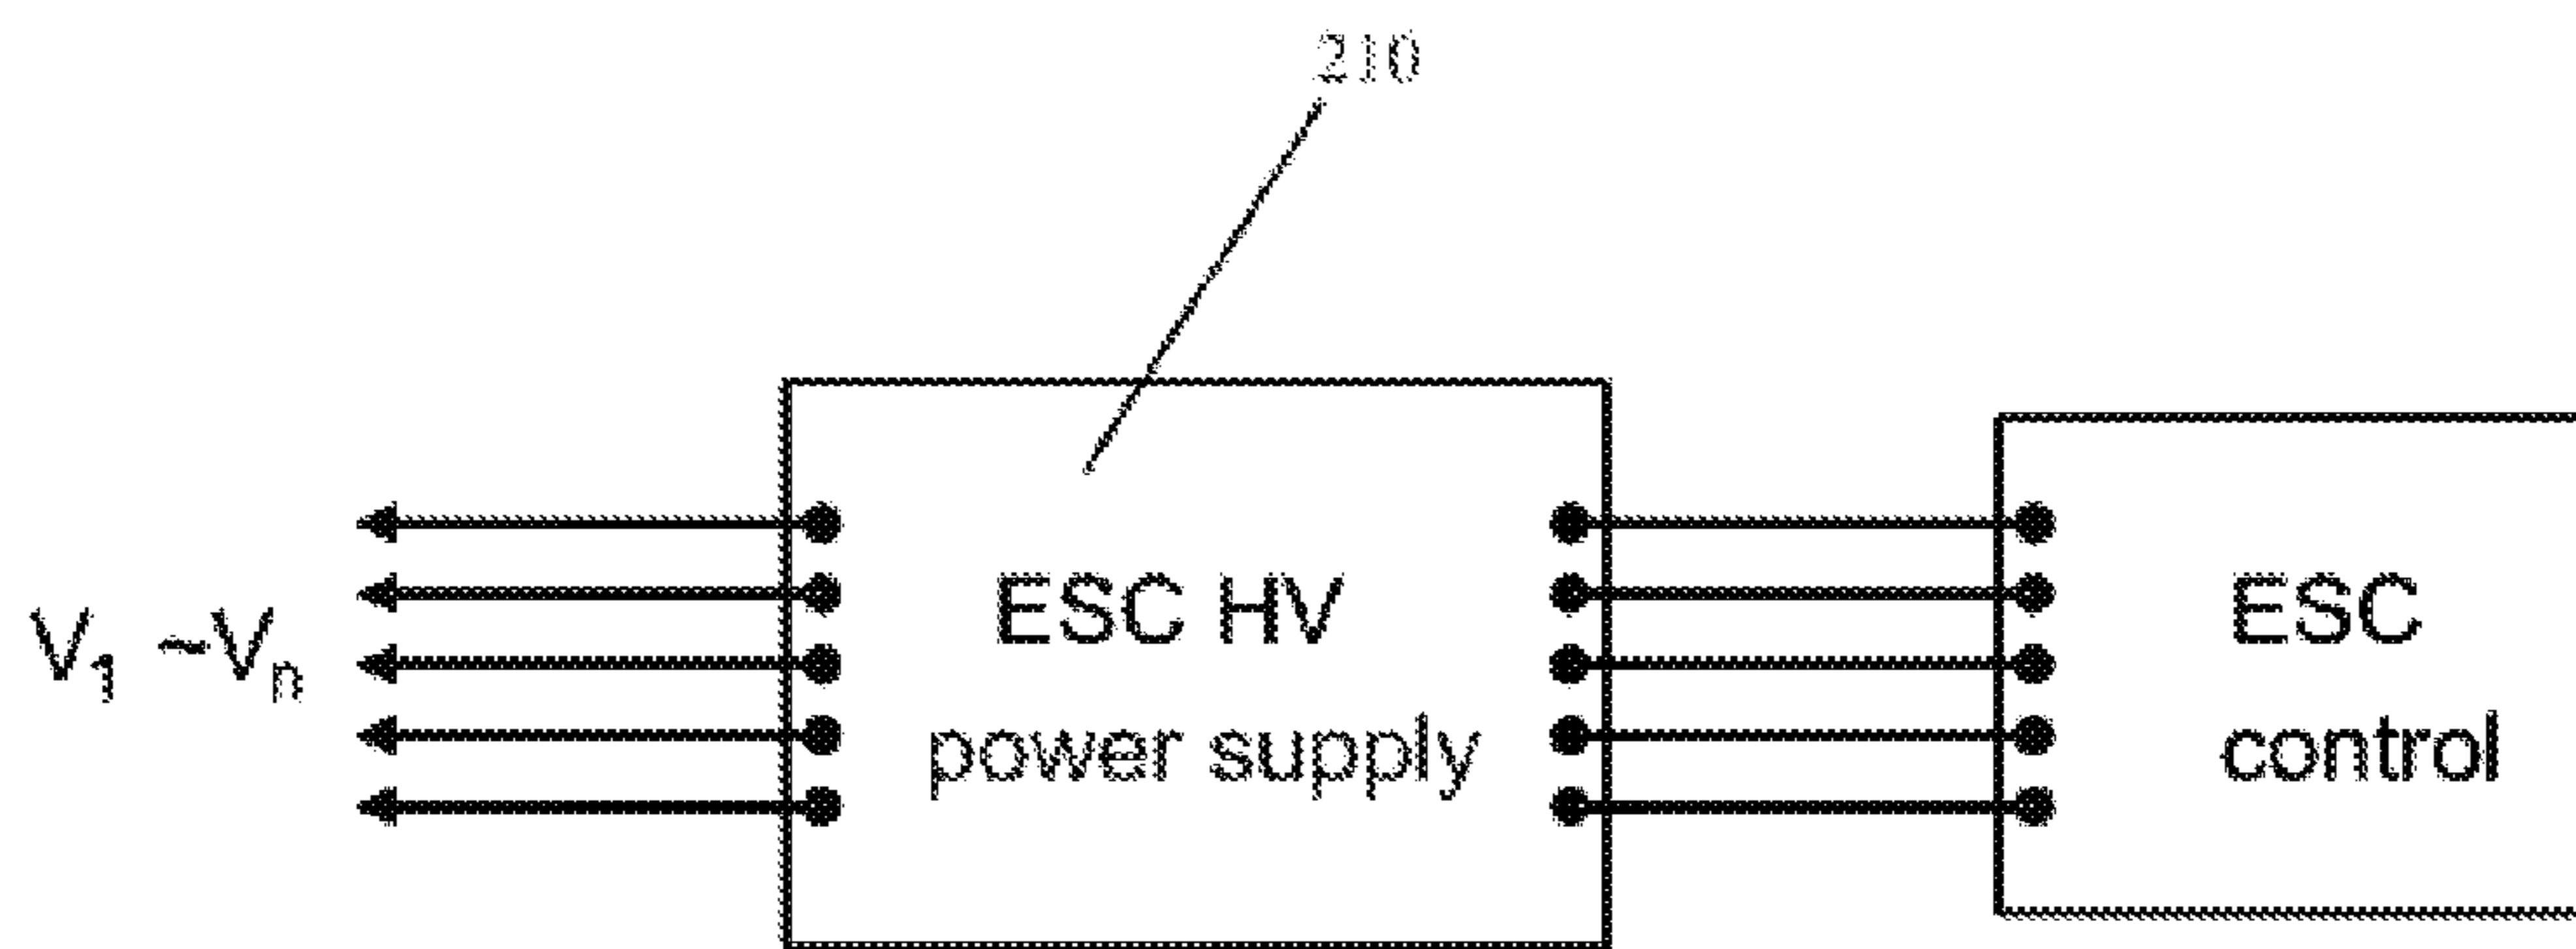 210
V₁ ~Vₙ
ESC HV
power supply
ESC
control